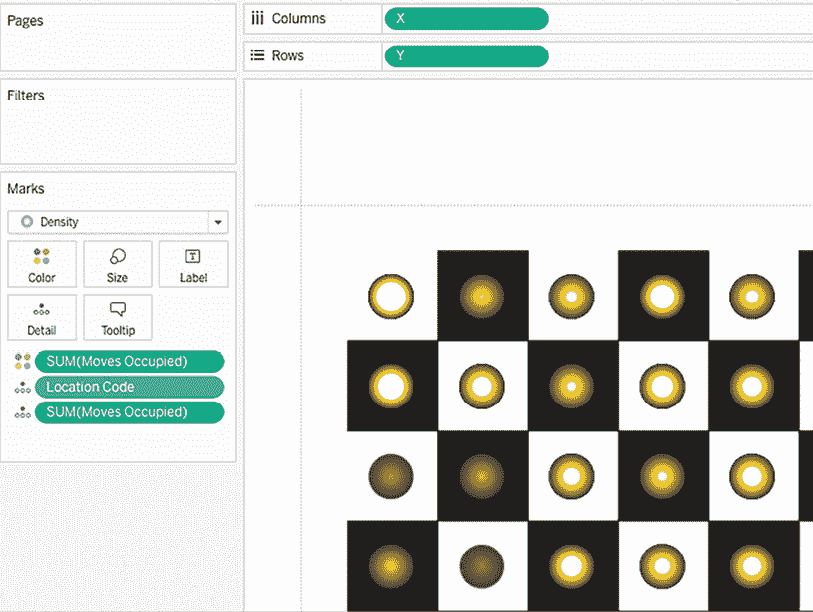 Pages
Columns X
Rows Y
Filters
Marks
Density
Color Size Label
Detail Tooltip
SUM(Moves Occupied)
Location Code
SUM(Moves Occupied)